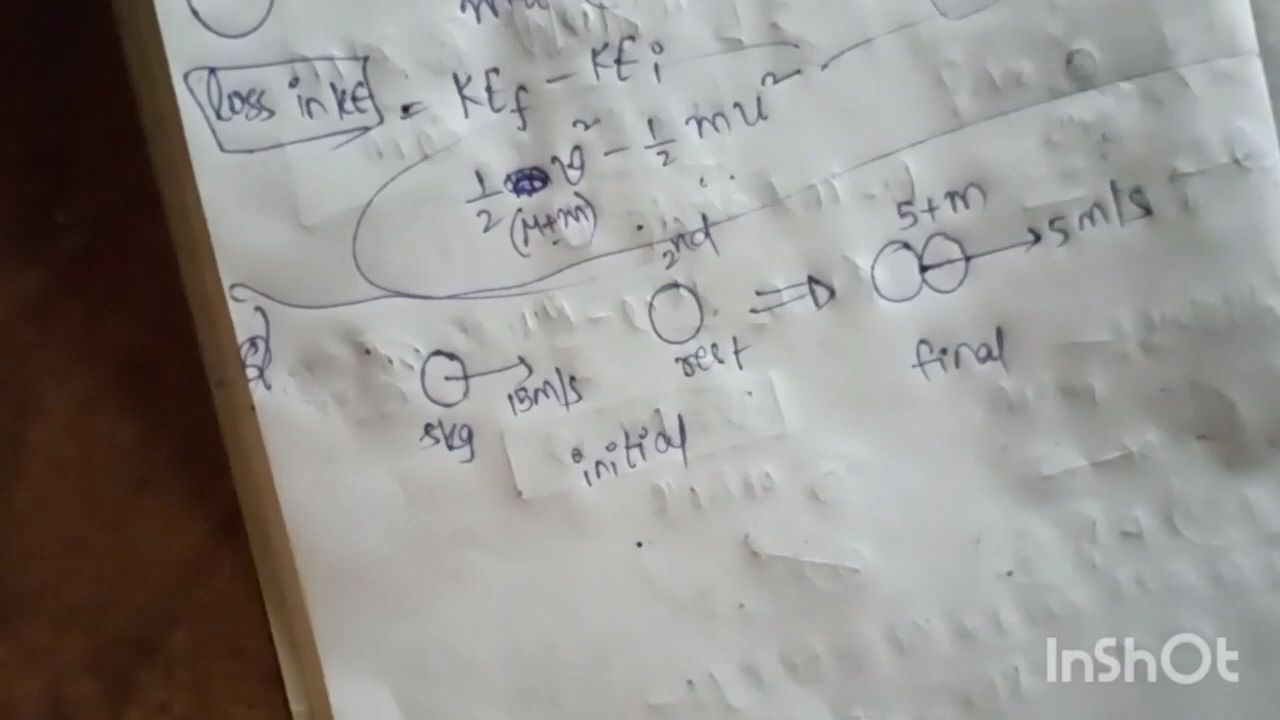 loss in KE = KEf - KEi
1/2 (M+m) v² - 1/2 mu²
Q
2nd
5+m
5 m/s
rest
15m/s
5kg
initial
final
InShOt